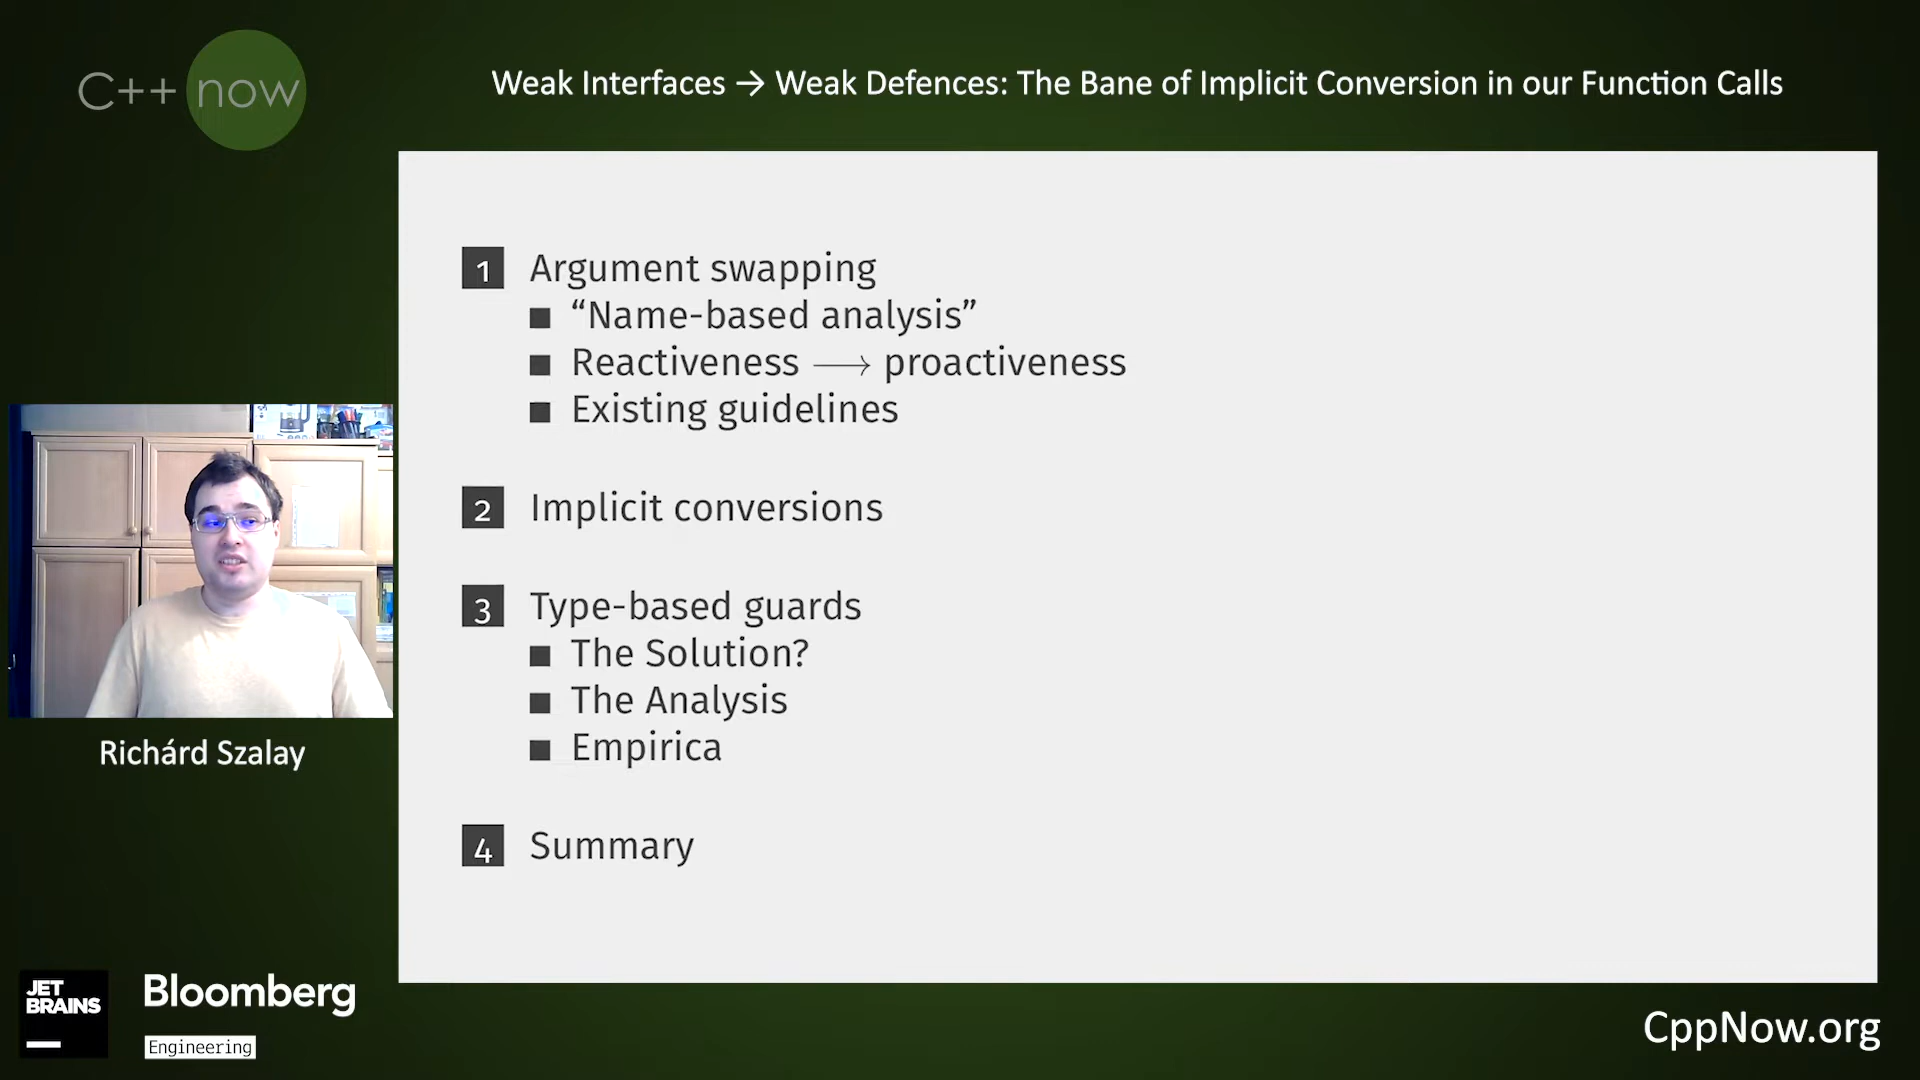 C++ now
Weak Interfaces → Weak Defences: The Bane of Implicit Conversion in our Function Calls
1 Argument swapping
■ “Name-based analysis”
■ Reactiveness ⟶ proactiveness
■ Existing guidelines
2 Implicit conversions
3 Type-based guards
■ The Solution?
■ The Analysis
■ Empirica
4 Summary
Richárd Szalay
JET
BRAINS
Bloomberg
Engineering
CppNow.org